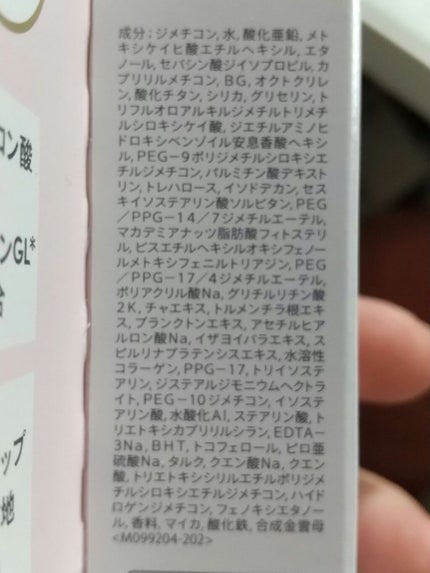 成分；ジメチコン, 水, 酸化亜鉛, メト
キシケイヒ酸エチルヘキシル, エタ
ノール, セバシン酸ジイソプロピル, カ
プリリルメチコン, BG, オクトクリレ
ン, 酸化チタン, シリカ, グリセリン, ト
リフルオロアルキルジメチルトリメチ
ルシロキシケイ酸, ジエチルアミノヒ
ドロキシベンゾイル安息香酸ヘキシ
ル, PEG－9ポリジメチルシロキシエ
チルジメチコン, パルミチン酸デキスト
リン, トレハロース, イソドデカン, セス
キイソステアリン酸ソルビタン, PEG
／PPG－14／7ジメチルエーテル,
マカデミアナッツ脂肪酸フィトステリ
ル, ビスエチルヘキシルオキシフェノー
ルメトキシフェニルトリアジン, PEG
／PPG－17／4ジメチルエーテル,
ポリアクリル酸Na, グリチルリチン酸
2K, チャエキス, トルメンチラ根エキ
ス, プランクトンエキス, アセチルヒア
ルロン酸Na, イザヨイバラエキス, ス
ピルリナプラテンシスエキス, 水溶性
コラーゲン, PPG－17, トリイソステ
アリン, ジステアルジモニウムヘクトラ
イト, PEG－10ジメチコン, イソステ
アリン酸, 水酸化Al, ステアリン酸, ト
リエトキシカプリリルシラン, EDTA－
3Na, BHT, トコフェロール, ピロ亜
硫酸Na, タルク, クエン酸Na, クエン
酸, トリエトキシシリルエチルポリジメ
チルシロキシエチルジメチコン, ハイド
ロゲンジメチコン, フェノキシエタノー
ル, 香料, マイカ, 酸化鉄, 合成金雲母
<M099204-202>
コン酸
ンGL*
合
ップ
地